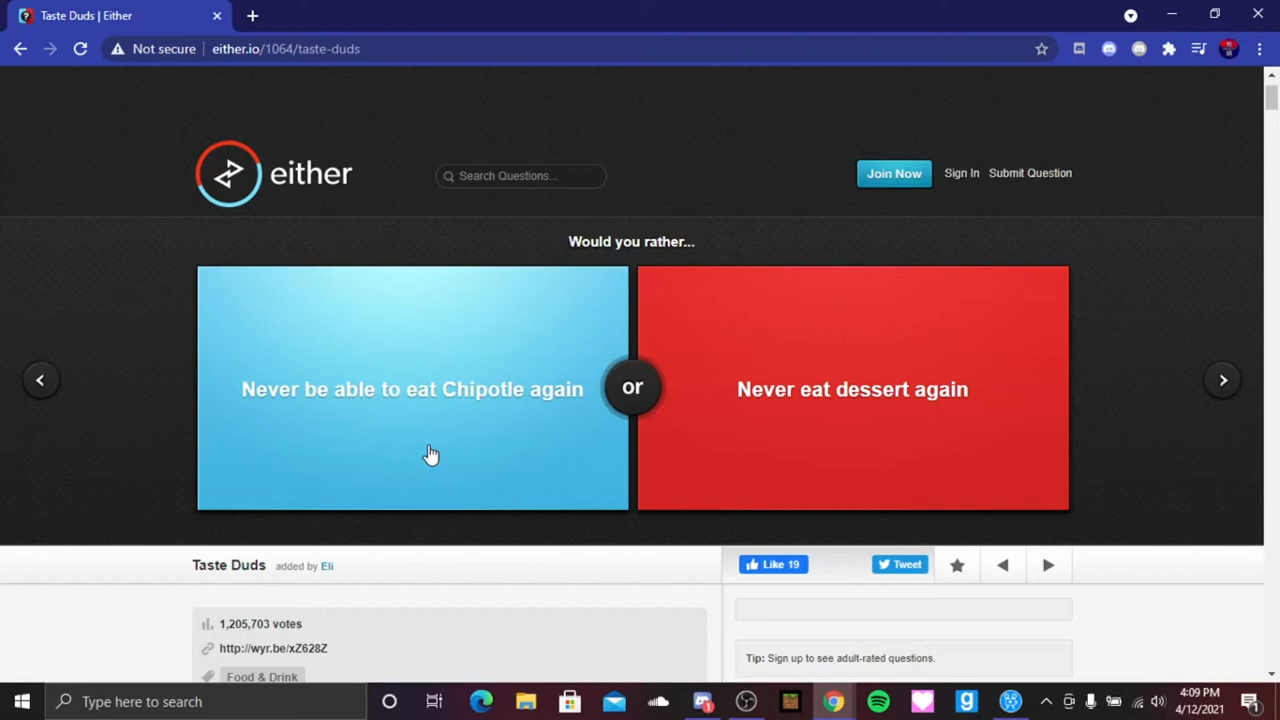 Taste Duds | Either
Not secure
either.io/1064/taste-duds
either
Search Questions...
Join Now
Sign In
Submit Question
Would you rather...
Never be able to eat Chipotle again
or
Never eat dessert again
Taste Duds added by Eli
Like 19
Tweet
1,205,703 votes
http://wyr.be/xZ628Z
Food & Drink
Tip: Sign up to see adult-rated questions.
Type here to search
4:09 PM
4/12/2021